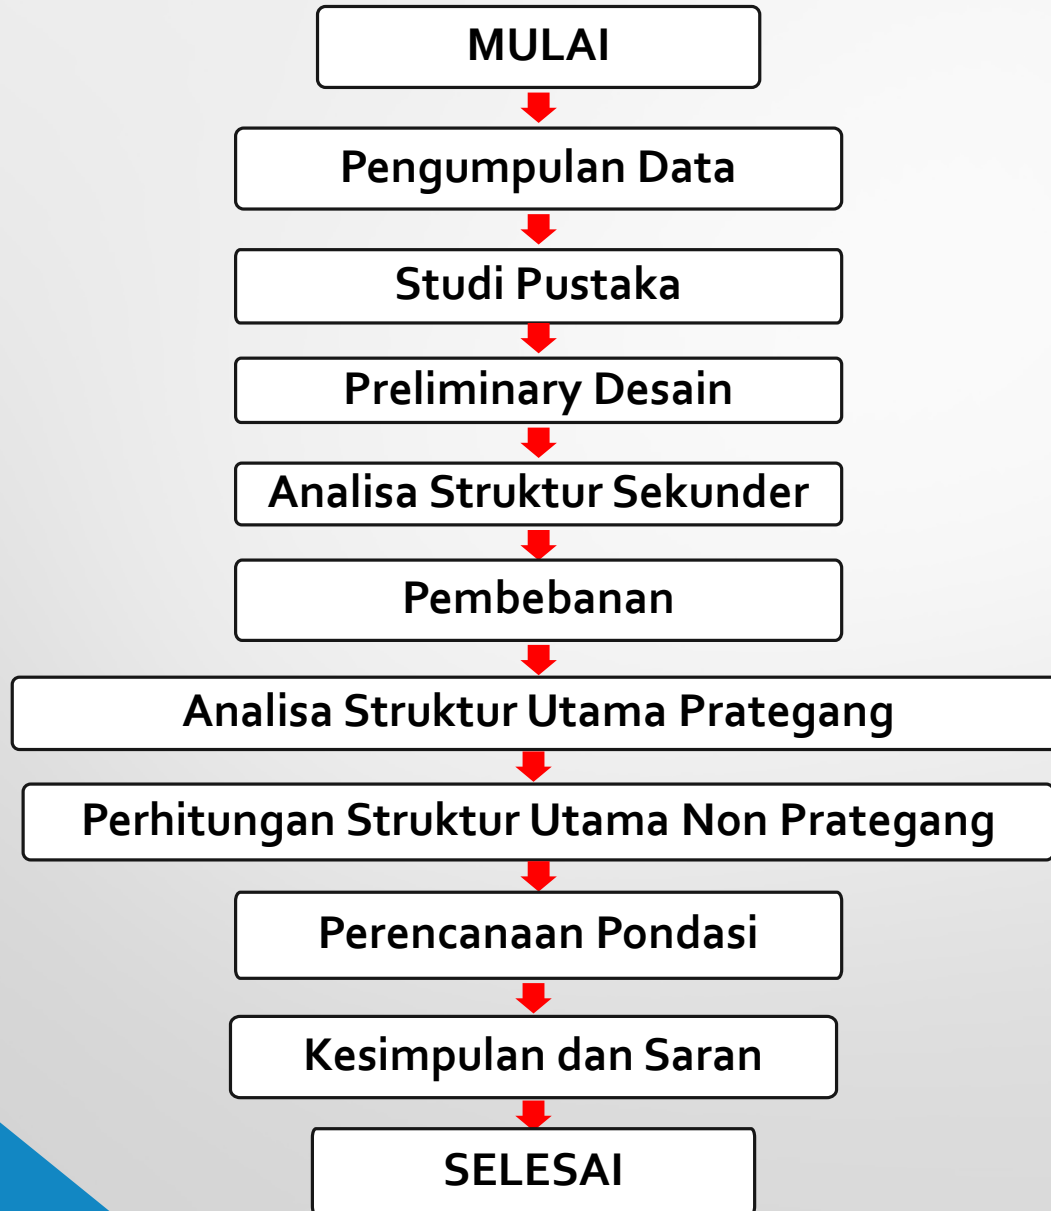 MULAI
Pengumpulan Data
Studi Pustaka
Preliminary Desain
Analisa Struktur Sekunder
Pembebanan
Analisa Struktur Utama Prategang
Perhitungan Struktur Utama Non Prategang
Perencanaan Pondasi
Kesimpulan dan Saran
SELESAI